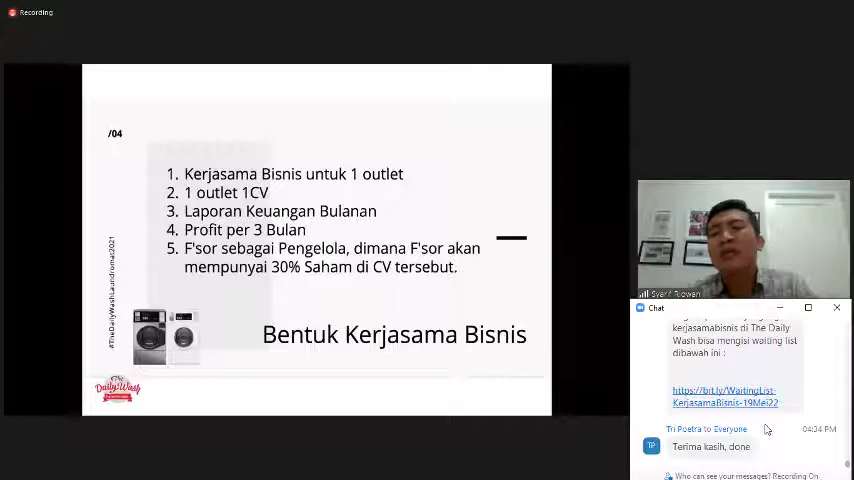 Recording
/04
1. Kerjasama Bisnis untuk 1 outlet
2. 1 outlet 1CV
3. Laporan Keuangan Bulanan
4. Profit per 3 Bulan
5. F'sor sebagai Pengelola, dimana F'sor akan
mempunyai 30% Saham di CV tersebut.
#TheDailyWashLaundromat2021
Bentuk Kerjasama Bisnis
The
Daily Wash
Syarif Ridwan
Chat
kerjasamabisnis di The Daily
Wash bisa mengisi waiting list
dibawah ini :
https://bit.ly/WaitingList-
KerjasamaBisnis-19Mei22
Tri Poetra to Everyone
04:34 PM
TP
Terima kasih, done
Who can see your messages? Recording On